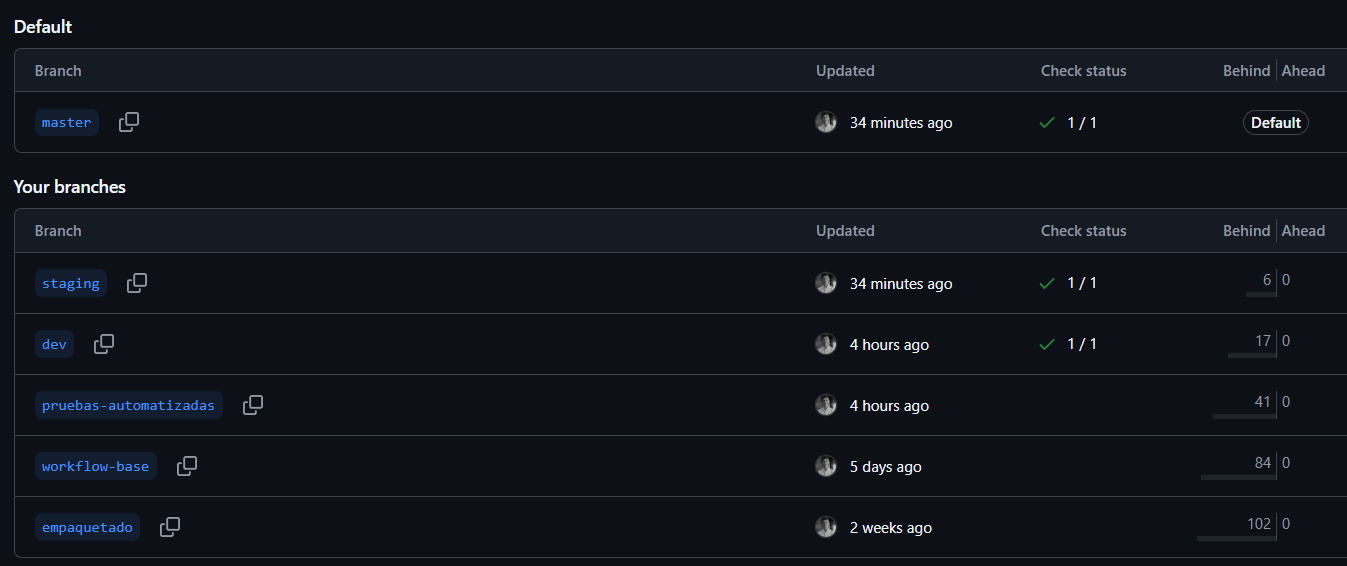 Default
Branch Updated Check status Behind Ahead
master 34 minutes ago 1 / 1 Default
Your branches
Branch Updated Check status Behind Ahead
staging 34 minutes ago 1 / 1 6 0
dev 4 hours ago 1 / 1 17 0
pruebas-automatizadas 4 hours ago 41 0
workflow-base 5 days ago 84 0
empaquetado 2 weeks ago 102 0